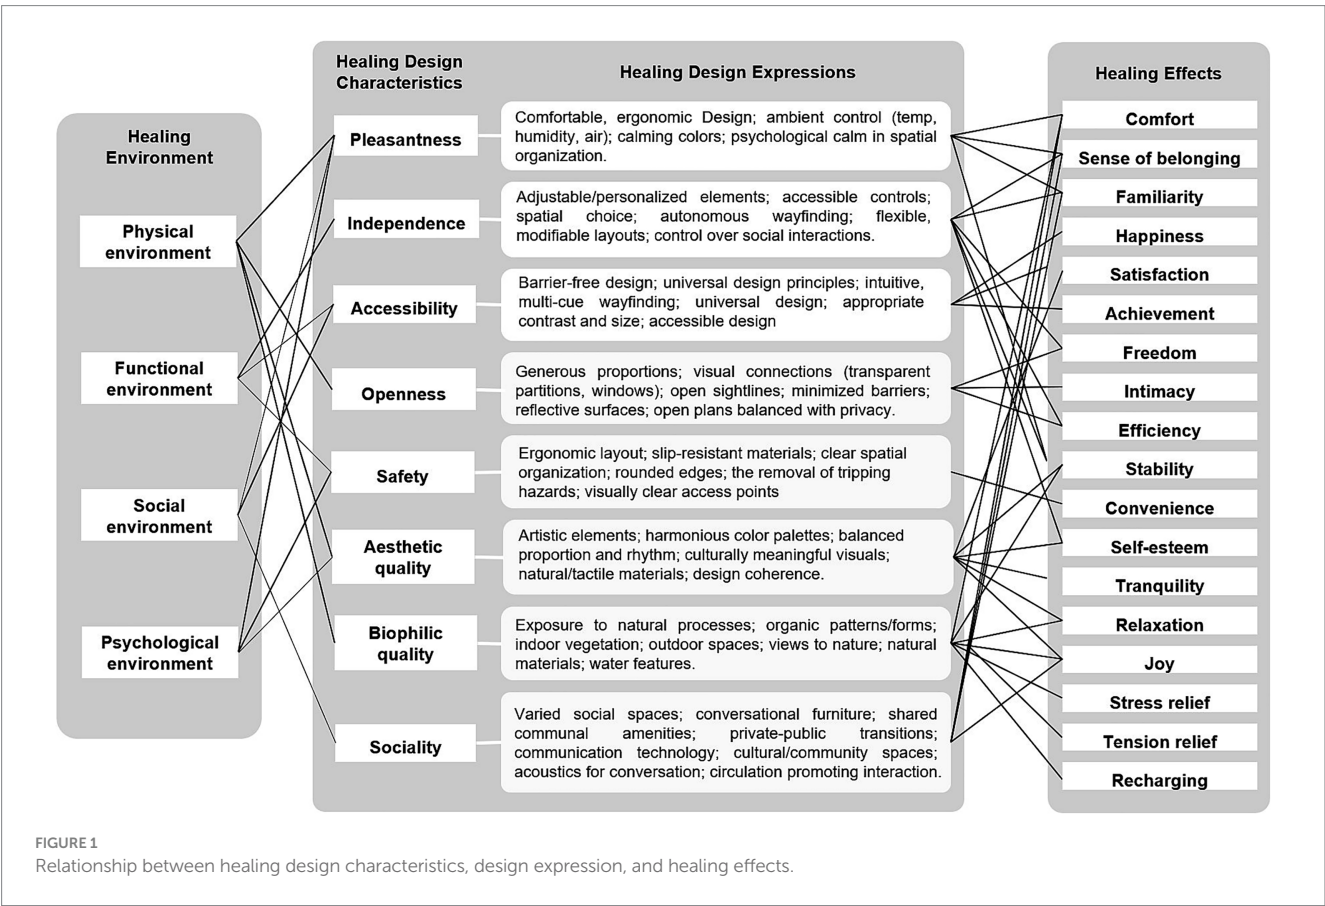 Healing
Environment
Physical
environment
Functional
environment
Social
environment
Psychological
environment
Healing Design
Characteristics
Healing Design Expressions
Pleasantness
Comfortable, ergonomic Design; ambient control (temp,
humidity, air); calming colors; psychological calm in spatial
organization.
Independence
Adjustable/personalized elements; accessible controls;
spatial choice; autonomous wayfinding; flexible,
modifiable layouts; control over social interactions.
Accessibility
Barrier-free design; universal design principles; intuitive,
multi-cue wayfinding; universal design; appropriate
contrast and size; accessible design
Openness
Generous proportions; visual connections (transparent
partitions, windows); open sightlines; minimized barriers;
reflective surfaces; open plans balanced with privacy.
Safety
Ergonomic layout; slip-resistant materials; clear spatial
organization; rounded edges; the removal of tripping
hazards; visually clear access points
Aesthetic
quality
Artistic elements; harmonious color palettes; balanced
proportion and rhythm; culturally meaningful visuals;
natural/tactile materials; design coherence.
Biophilic
quality
Exposure to natural processes; organic patterns/forms;
indoor vegetation; outdoor spaces; views to nature; natural
materials; water features.
Sociality
Varied social spaces; conversational furniture; shared
communal amenities; private-public transitions;
communication technology; cultural/community spaces;
acoustics for conversation; circulation promoting interaction.
Healing Effects
Comfort
Sense of belonging
Familiarity
Happiness
Satisfaction
Achievement
Freedom
Intimacy
Efficiency
Stability
Convenience
Self-esteem
Tranquility
Relaxation
Joy
Stress relief
Tension relief
Recharging
FIGURE 1
Relationship between healing design characteristics, design expression, and healing effects.